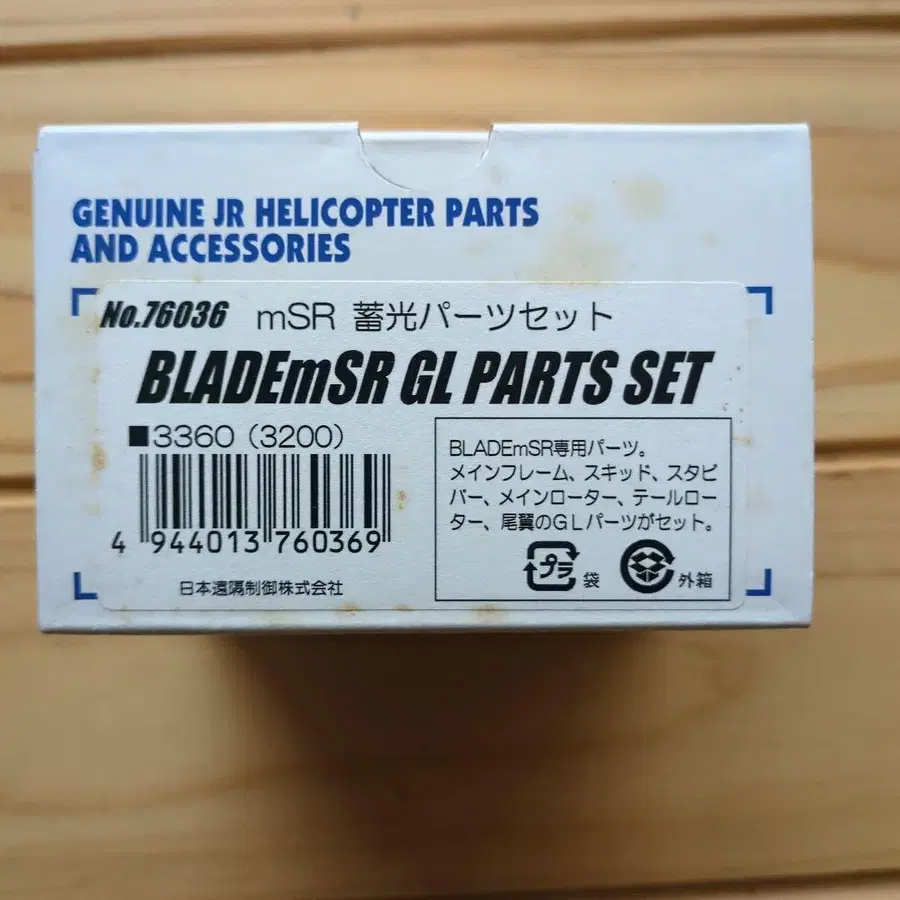 GENUINE JR HELICOPTER PARTS
AND ACCESSORIES
No.76036 mSR 蓄光パーツセット
BLADEmSR GL PARTS SET
■3360 (3200)
4 944013 760369
日本遠隔制御株式会社
BLADEmSR専用パーツ。
メインフレーム、スキッド、スタビ
バー、メインローター、テールロー
ター、尾翼のGLパーツがセット。
プラ 袋
外箱